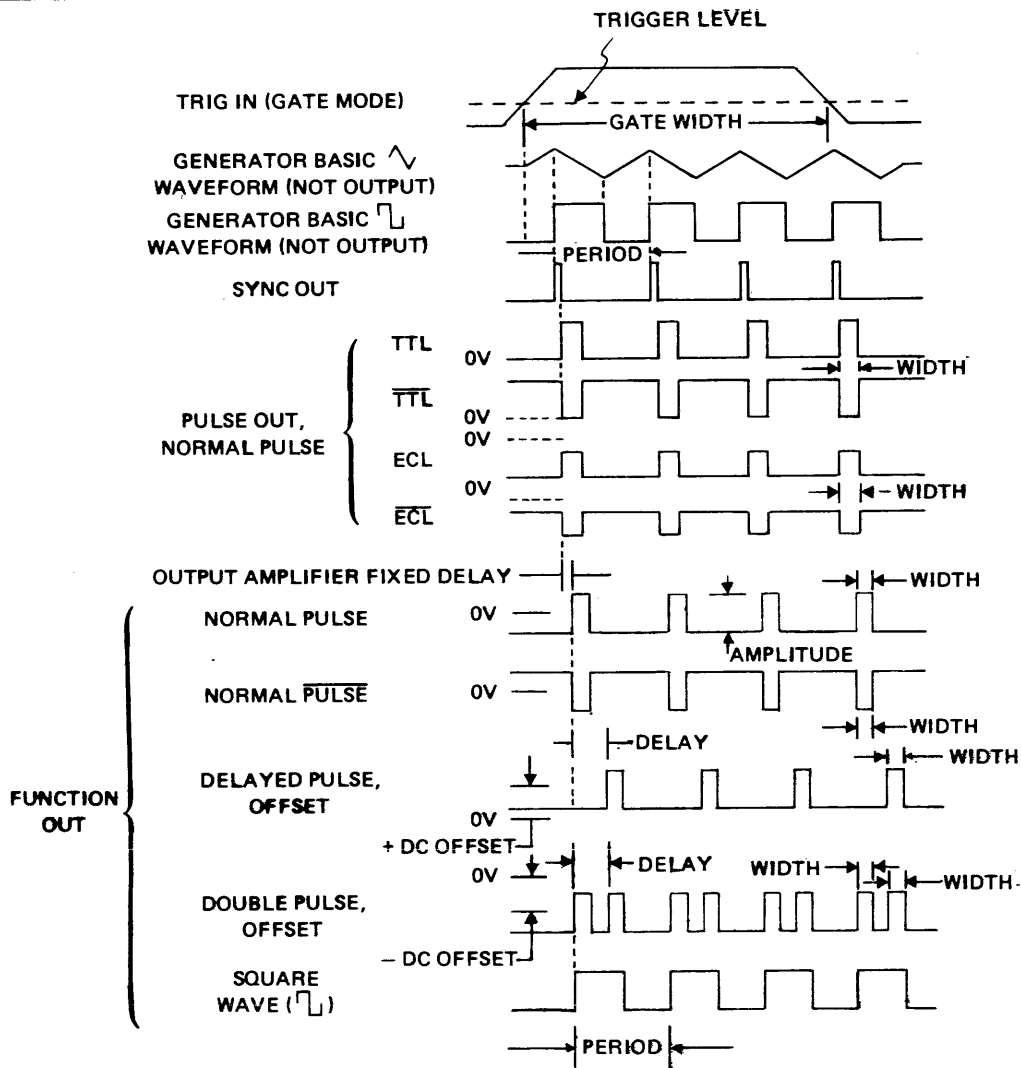 TRIGGER LEVEL
TRIG IN (GATE MODE)
GATE WIDTH
GENERATOR BASIC
WAVEFORM (NOT OUTPUT)
GENERATOR BASIC
WAVEFORM (NOT OUTPUT)
PERIOD
SYNC OUT
TTL
0V
WIDTH
T̅T̅L̅
0V
PULSE OUT,
NORMAL PULSE
0V
ECL
0V
WIDTH
E̅C̅L̅
OUTPUT AMPLIFIER FIXED DELAY
WIDTH
NORMAL PULSE
0V
AMPLITUDE
NORMAL P̅U̅L̅S̅E̅
0V
WIDTH
DELAY
WIDTH
DELAYED PULSE,
OFFSET
FUNCTION
OUT
0V
+ DC OFFSET
0V
DELAY
WIDTH
WIDTH
DOUBLE PULSE,
OFFSET
− DC OFFSET
SQUARE
WAVE ( )
PERIOD